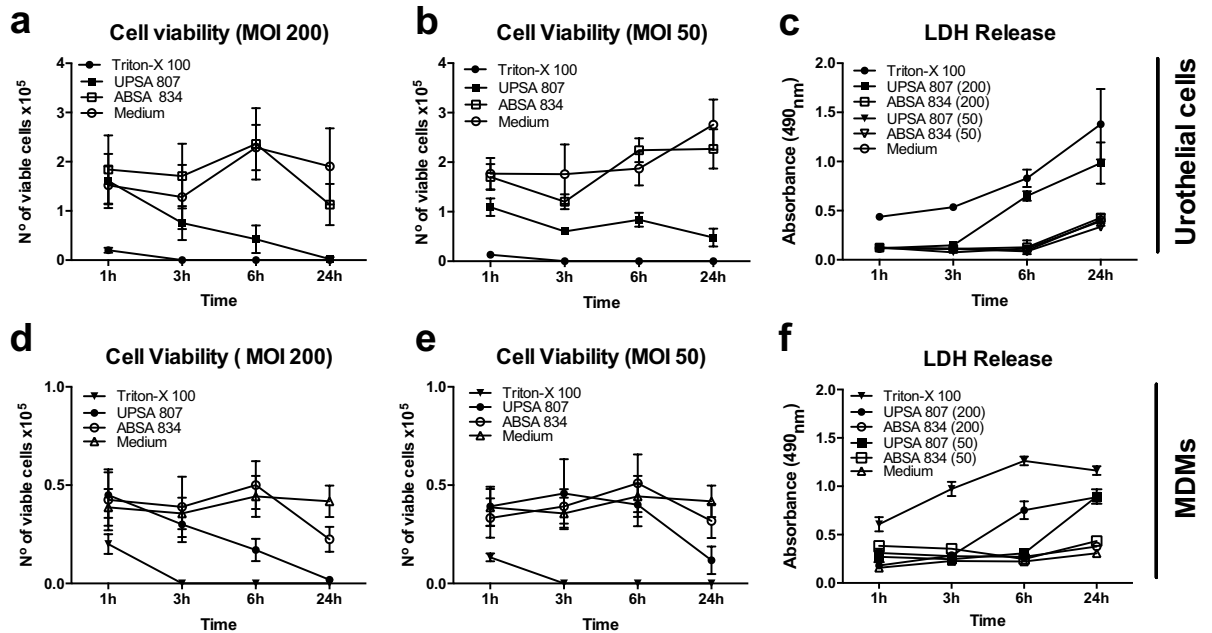 a
Cell viability (MOI 200)
Nº of viable cells x10⁵
4
3
2
1
0
Triton-X 100
UPSA 807
ABSA 834
Medium
1h 3h 6h 24h
Time
b
Cell Viability (MOI 50)
Nº of viable cells x10⁵
4
3
2
1
0
Triton-X 100
UPSA 807
ABSA 834
Medium
1h 3h 6h 24h
Time
c
LDH Release
Absorbance (490nm)
2.0
1.5
1.0
0.5
0.0
Triton-X 100
UPSA 807 (200)
ABSA 834 (200)
UPSA 807 (50)
ABSA 834 (50)
Medium
1h 3h 6h 24h
Time
Urothelial cells
d
Cell Viability ( MOI 200)
Nº of viable cells x10⁵
1.0
0.5
0.0
Triton-X 100
UPSA 807
ABSA 834
Medium
1h 3h 6h 24h
Time
e
Cell Viability (MOI 50)
Nº of viable cells x10⁵
1.0
0.5
0.0
Triton-X 100
UPSA 807
ABSA 834
Medium
1h 3h 6h 24h
Time
f
LDH Release
Absorbance (490nm)
2.0
1.5
1.0
0.5
0.0
Triton-X 100
UPSA 807 (200)
ABSA 834 (200)
UPSA 807 (50)
ABSA 834 (50)
Medium
1h 3h 6h 24h
Time
MDMs